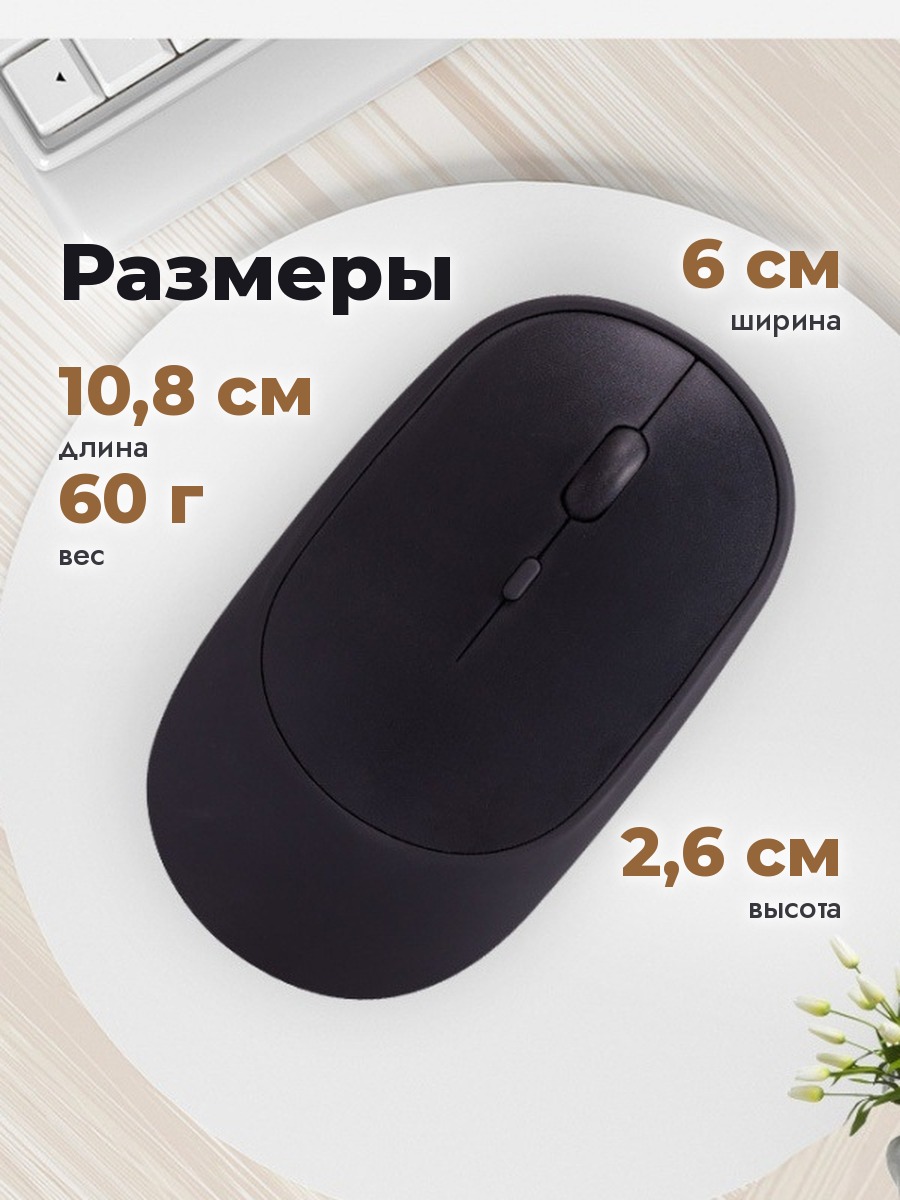 Размеры
6 см
ширина
10,8 см
длина
60 г
вес
2,6 см
высота